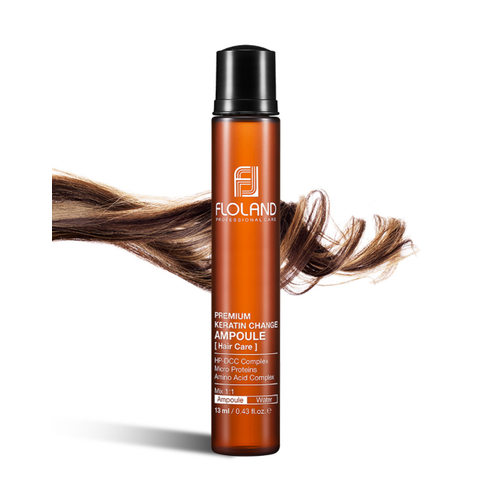 FLOLAND
PROFESSIONAL CARE
PREMIUM
KERATIN CHANGE
AMPOULE
[ Hair Care ]
HP-DCC Complex
Micro Proteins
Amino Acid Complex
Mix 1:1
Ampoule Water
13 ml / 0.43 fl.oz. ℮